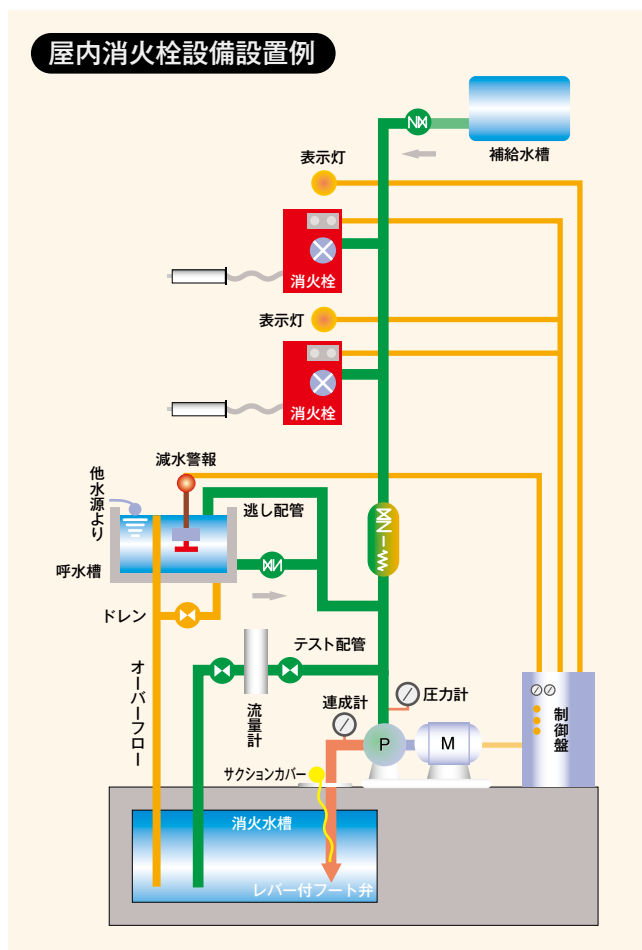 屋内消火栓設備設置例
補給水槽
表示灯
消火栓
表示灯
消火栓
減水警報
他水源より
逃し配管
呼水槽
ドレン
テスト配管
オーバーフロー
流量計
連成計
圧力計
制御盤
P
M
サクションカバー
消火水槽
レバー付フート弁